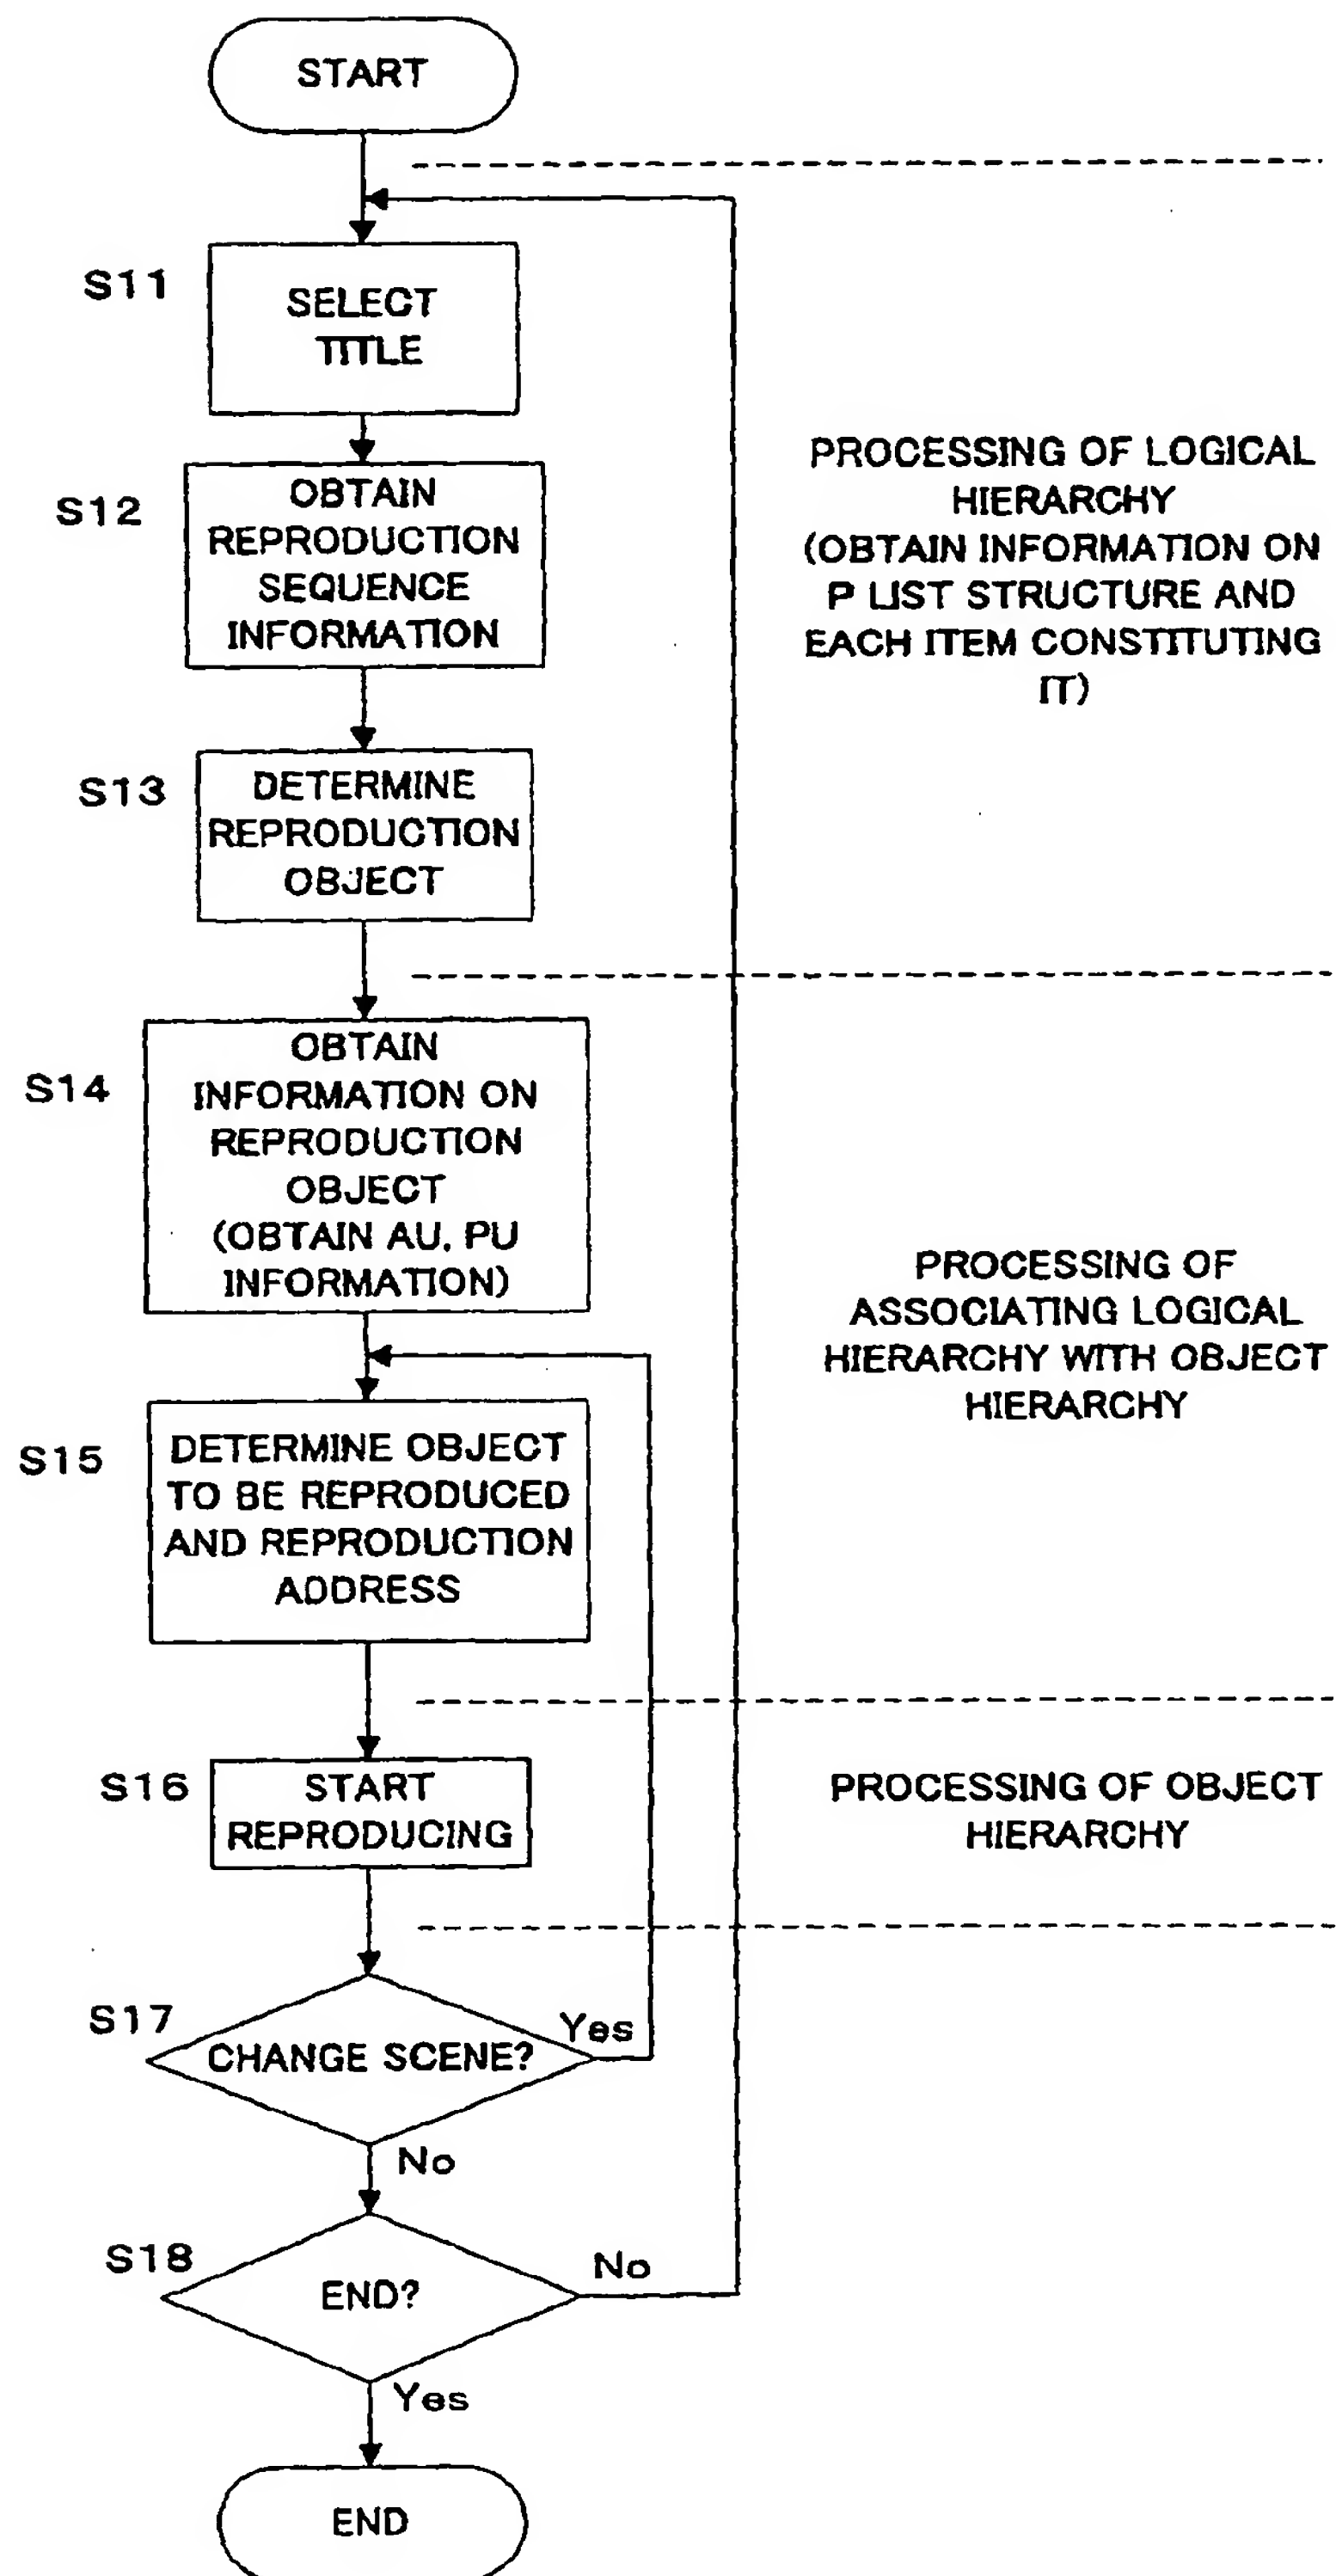 START
S11
SELECT
TITLE
S12
OBTAIN
REPRODUCTION
SEQUENCE
INFORMATION
PROCESSING OF LOGICAL
HIERARCHY
(OBTAIN INFORMATION ON
P LIST STRUCTURE AND
EACH ITEM CONSTITUTING
IT)
S13
DETERMINE
REPRODUCTION
OBJECT
S14
OBTAIN
INFORMATION ON
REPRODUCTION
OBJECT
(OBTAIN AU, PU
INFORMATION)
PROCESSING OF
ASSOCIATING LOGICAL
HIERARCHY WITH OBJECT
HIERARCHY
S15
DETERMINE OBJECT
TO BE REPRODUCED
AND REPRODUCTION
ADDRESS
S16
START
REPRODUCING
PROCESSING OF OBJECT
HIERARCHY
S17
CHANGE SCENE?
Yes
No
S18
END?
No
Yes
END